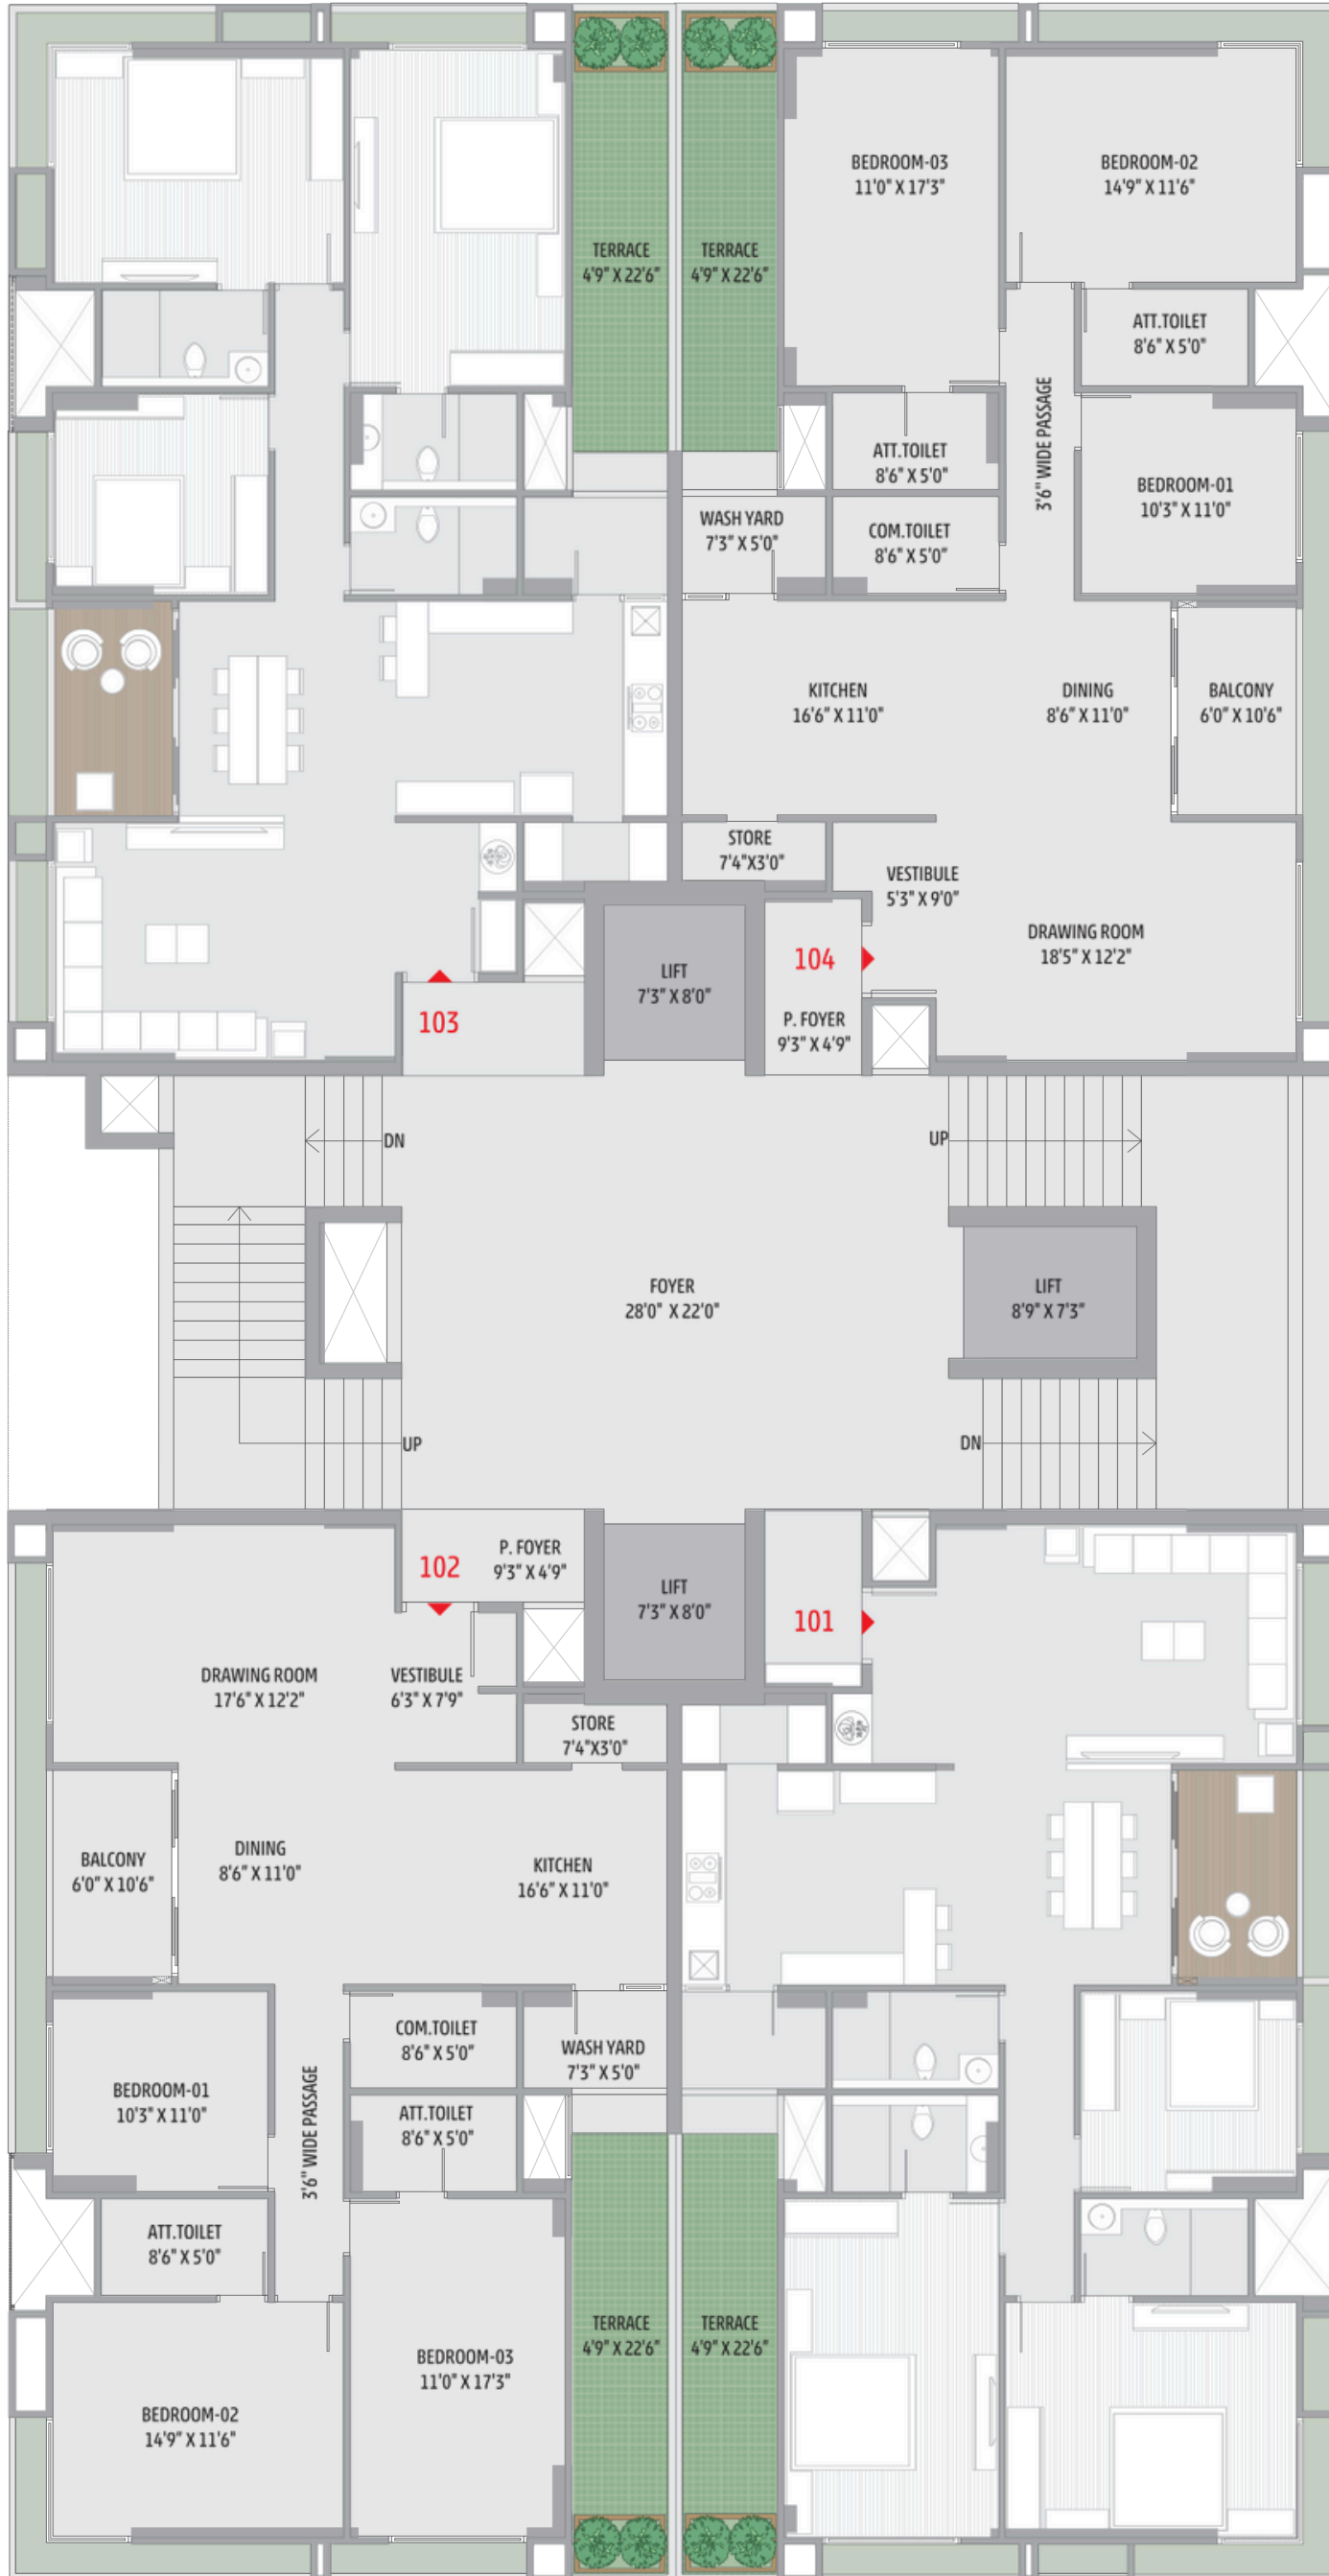 BEDROOM-03
11'0" X 17'3"
BEDROOM-02
14'9" X 11'6"
TERRACE
4'9" X 22'6"
TERRACE
4'9" X 22'6"
ATT.TOILET
8'6" X 5'0"
3'6" WIDE PASSAGE
ATT.TOILET
8'6" X 5'0"
BEDROOM-01
10'3" X 11'0"
WASH YARD
7'3" X 5'0"
COM.TOILET
8'6" X 5'0"
KITCHEN
16'6" X 11'0"
DINING
8'6" X 11'0"
BALCONY
6'0" X 10'6"
STORE
7'4"X3'0"
VESTIBULE
5'3" X 9'0"
DRAWING ROOM
18'5" X 12'2"
LIFT
7'3" X 8'0"
104
103
P. FOYER
9'3" X 4'9"
DN
UP
FOYER
28'0" X 22'0"
LIFT
8'9" X 7'3"
UP
DN
102
P. FOYER
9'3" X 4'9"
LIFT
7'3" X 8'0"
101
DRAWING ROOM
17'6" X 12'2"
VESTIBULE
6'3" X 7'9"
STORE
7'4"X3'0"
BALCONY
6'0" X 10'6"
DINING
8'6" X 11'0"
KITCHEN
16'6" X 11'0"
COM.TOILET
8'6" X 5'0"
WASH YARD
7'3" X 5'0"
BEDROOM-01
10'3" X 11'0"
3'6" WIDE PASSAGE
ATT.TOILET
8'6" X 5'0"
ATT.TOILET
8'6" X 5'0"
TERRACE
4'9" X 22'6"
TERRACE
4'9" X 22'6"
BEDROOM-03
11'0" X 17'3"
BEDROOM-02
14'9" X 11'6"